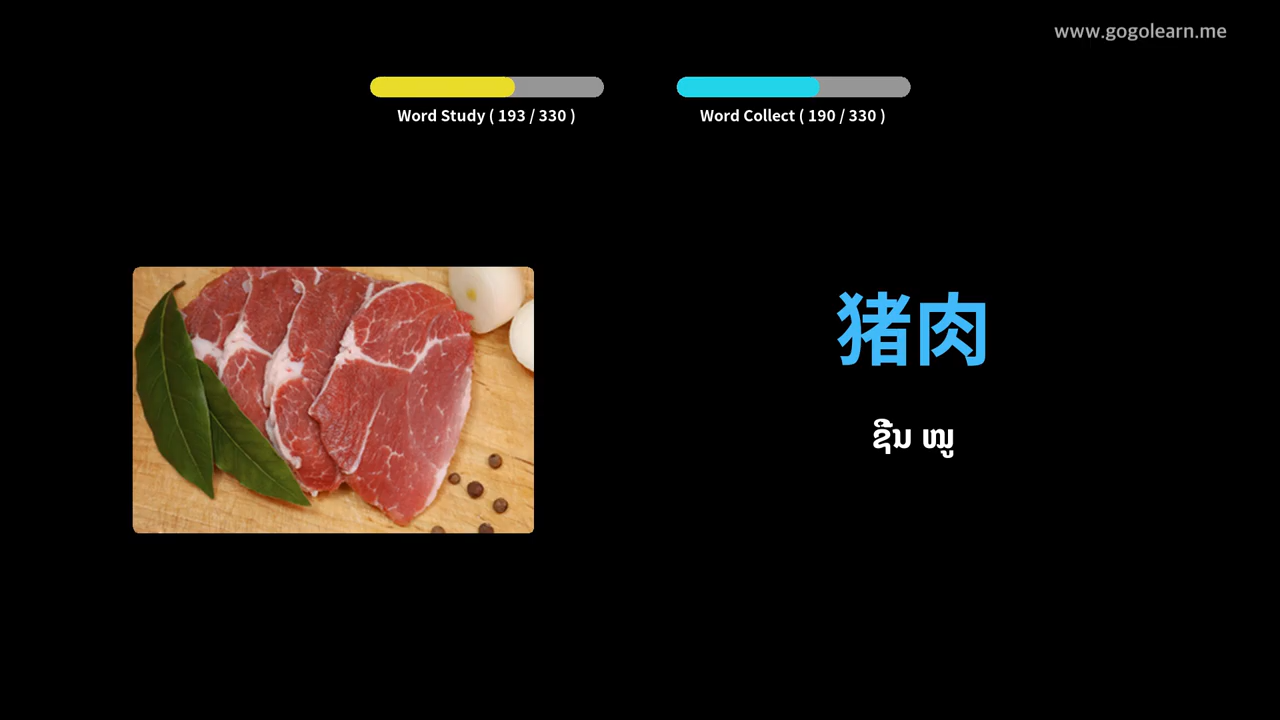 www.gogolearn.me
Word Study ( 193 / 330 )
Word Collect ( 190 / 330 )
猪肉
ຊີ້ນ ໝູ